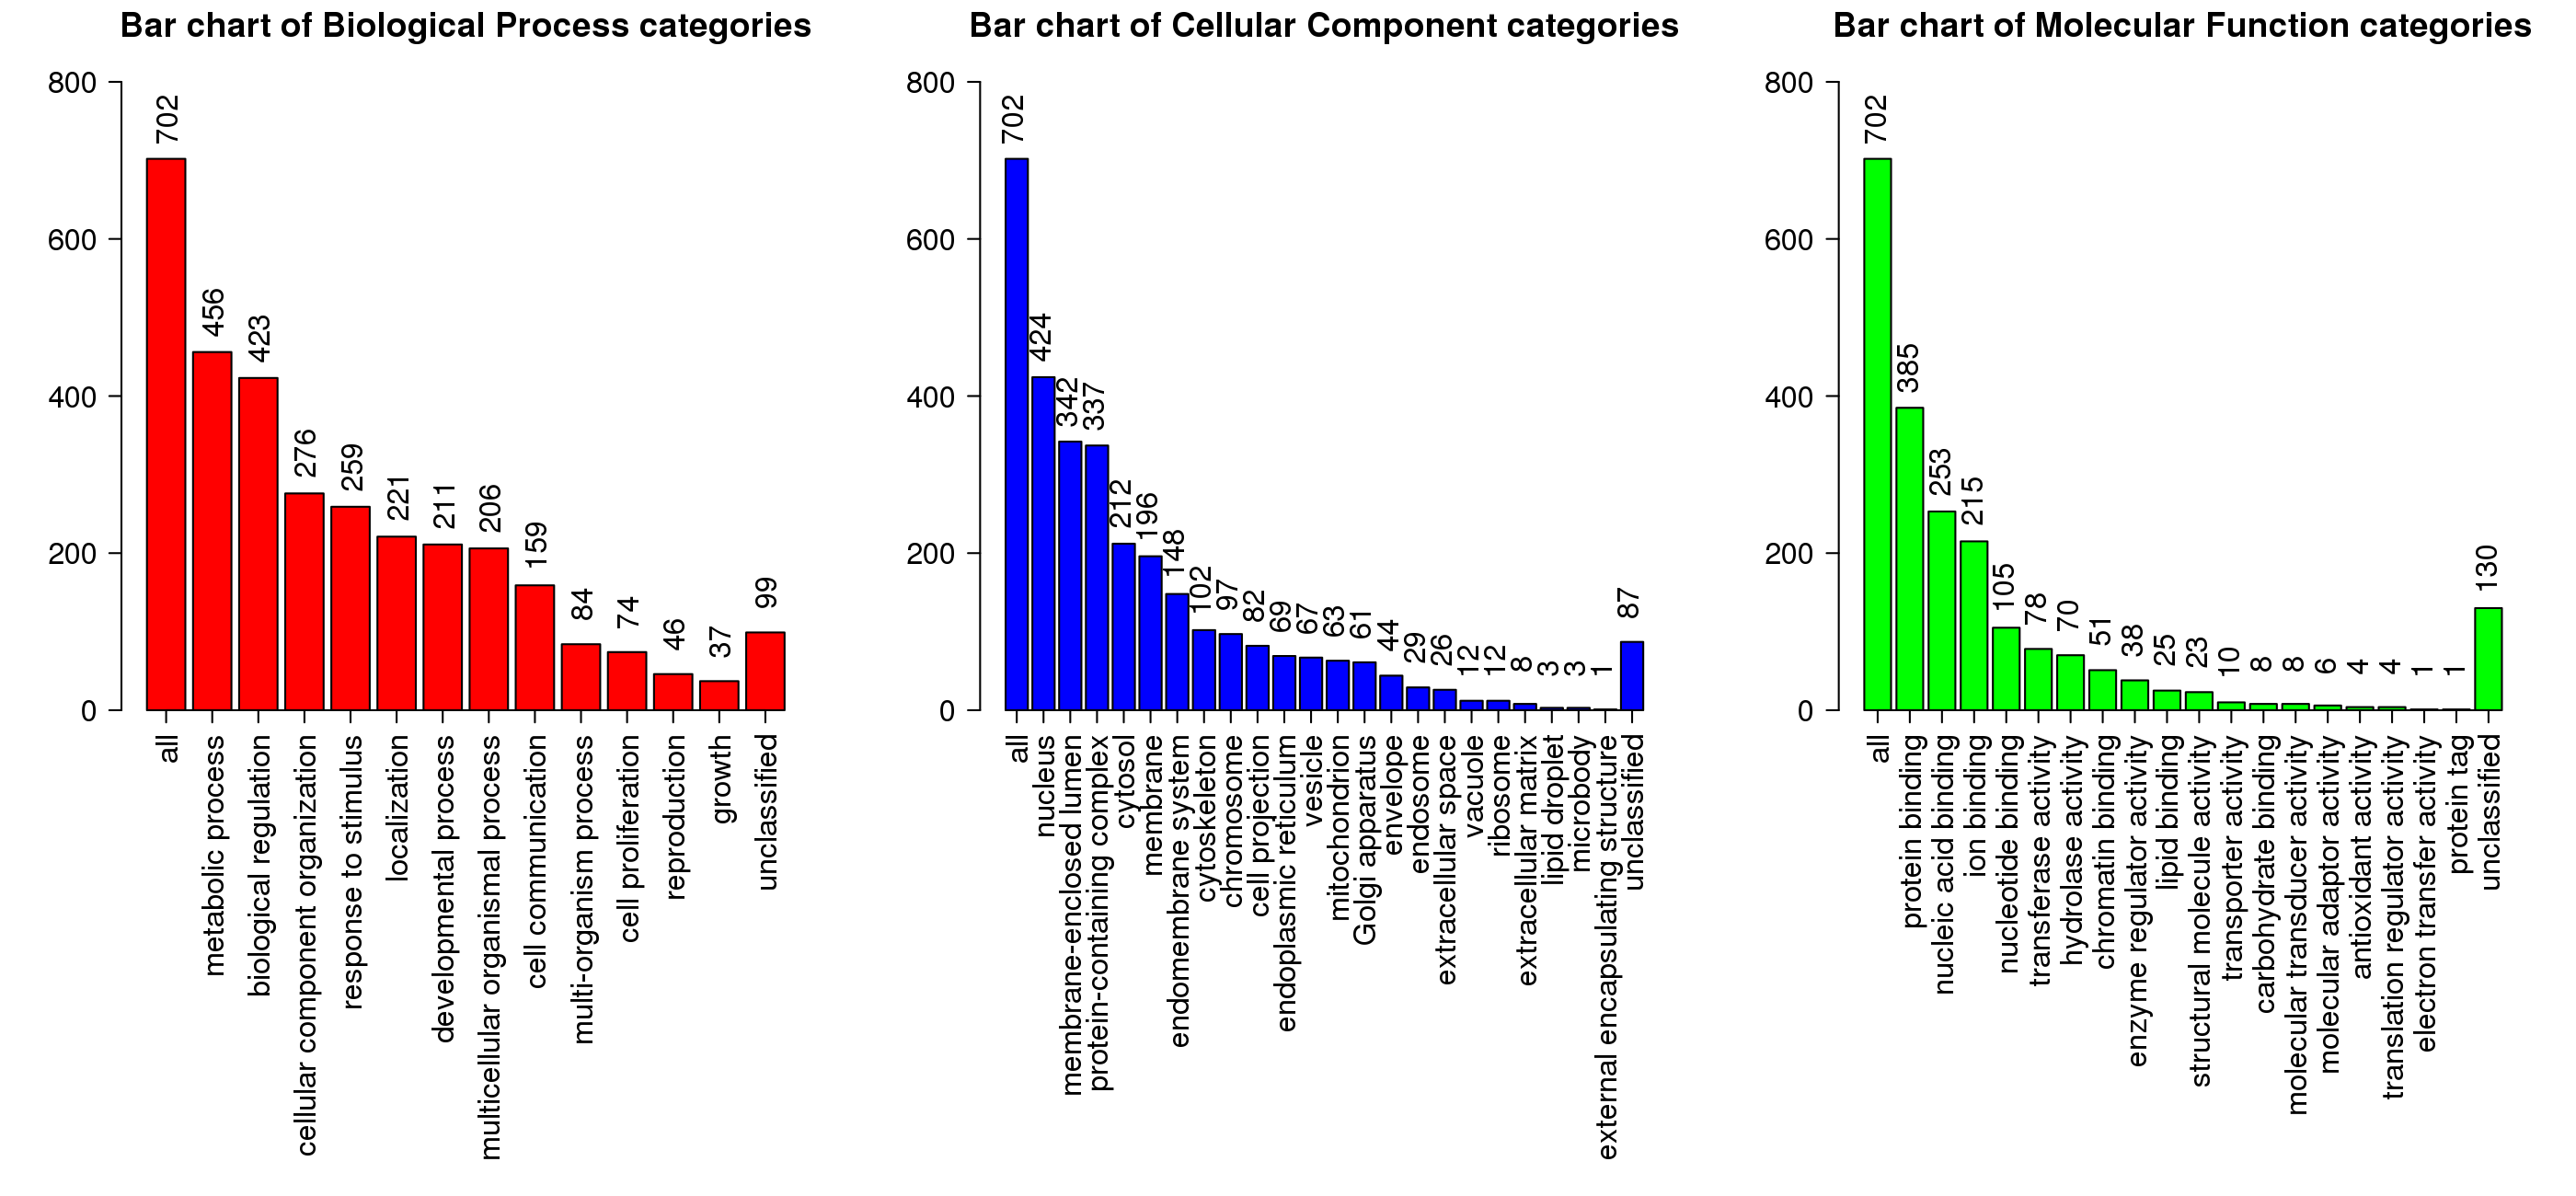 Bar chart of Biological Process categories
800
600
400
200
0
702
456
423
276
259
221
211
206
159
84
74
46
37
99
all
metabolic process
biological regulation
cellular component organization
response to stimulus
localization
developmental process
multicellular organismal process
cell communication
multi-organism process
cell proliferation
reproduction
growth
unclassified
Bar chart of Cellular Component categories
800
600
400
200
0
702
424
342
337
212
196
148
102
97
82
69
67
63
61
44
29
26
12
12
8
3
3
1
87
all
nucleus
membrane-enclosed lumen
protein-containing complex
cytosol
membrane
endomembrane system
cytoskeleton
chromosome
cell projection
endoplasmic reticulum
vesicle
mitochondrion
Golgi apparatus
envelope
endosome
extracellular space
vacuole
ribosome
extracellular matrix
lipid droplet
microbody
external encapsulating structure
unclassified
Bar chart of Molecular Function categories
800
600
400
200
0
702
385
253
215
105
78
70
51
38
25
23
10
8
8
6
4
4
1
1
130
all
protein binding
nucleic acid binding
ion binding
nucleotide binding
transferase activity
hydrolase activity
chromatin binding
enzyme regulator activity
lipid binding
structural molecule activity
transporter activity
carbohydrate binding
molecular transducer activity
molecular adaptor activity
antioxidant activity
translation regulator activity
electron transfer activity
protein tag
unclassified